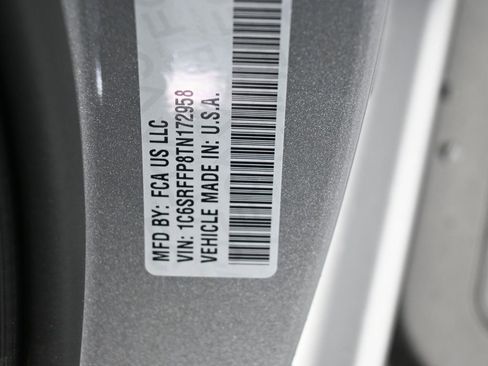 MFD BY: FCA US LLC
VIN: 1C6SRFFP8TN172958
VEHICLE MADE IN: U.S.A.